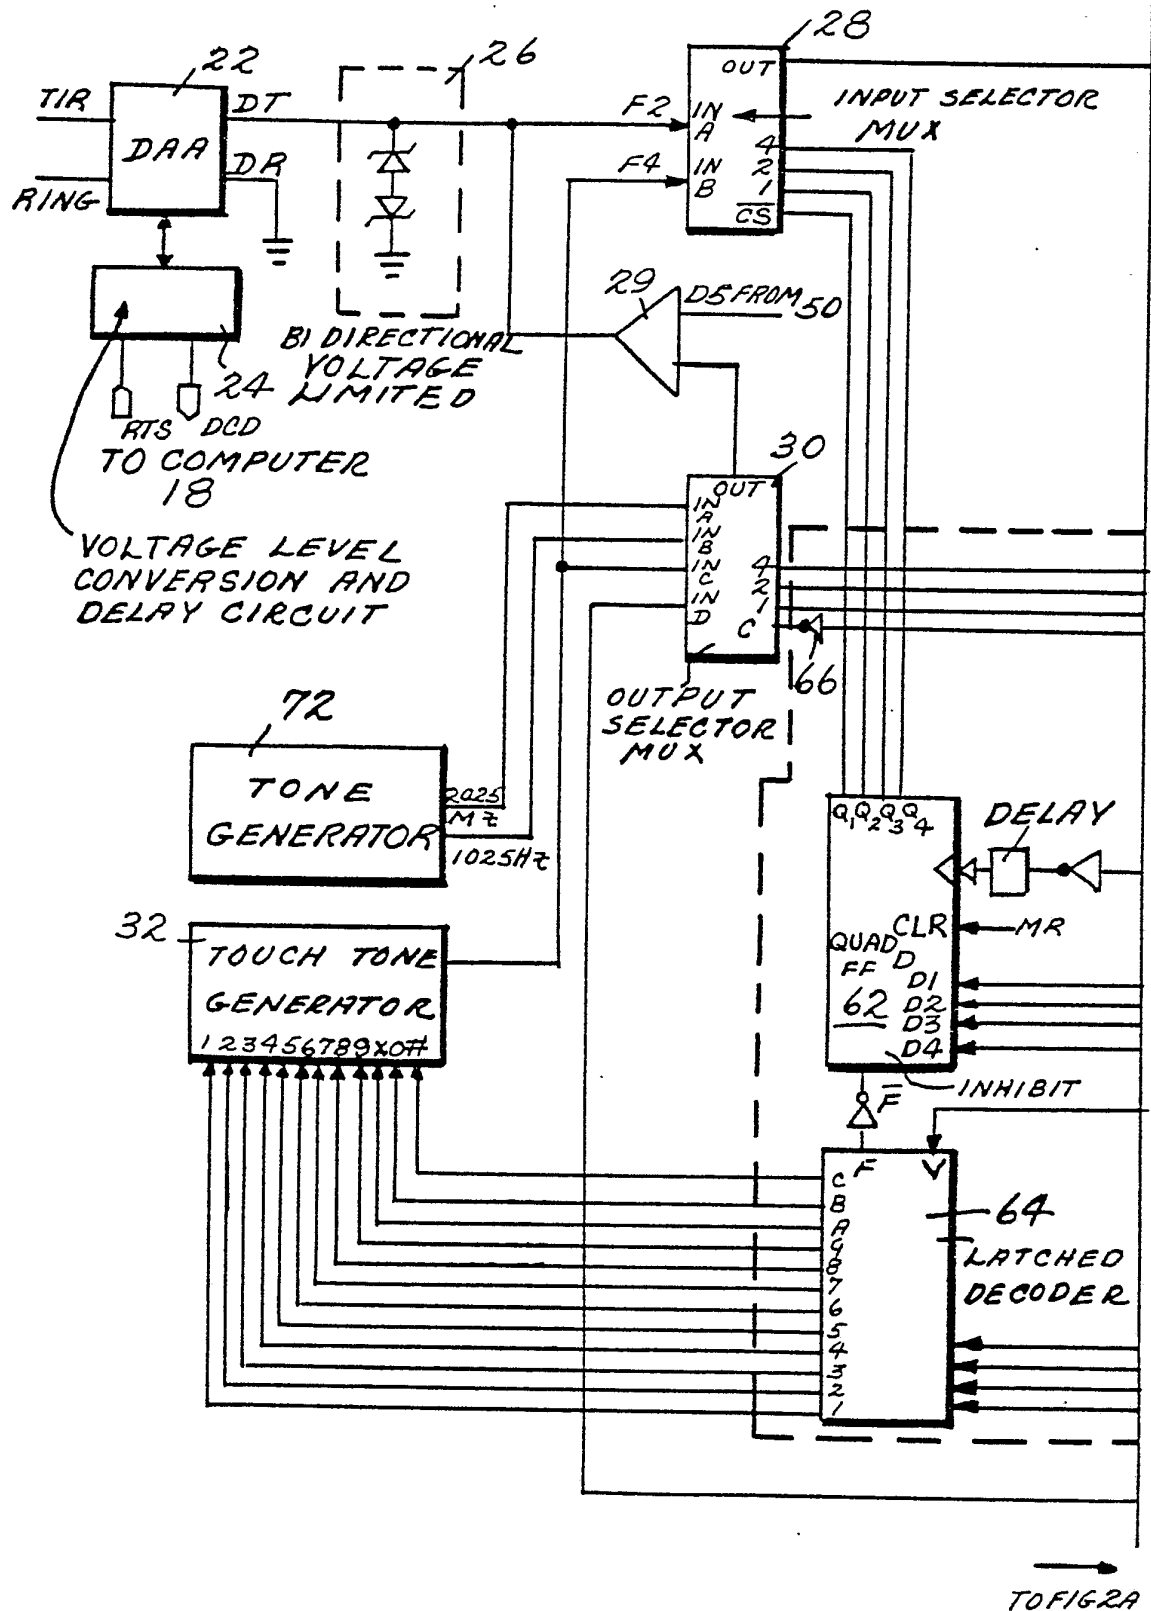 28
22
26
OUT
TIR
DT
F2
IN
A
INPUT SELECTOR
MUX
DAA
4
DR
F4
IN
B
2
1
CS
RING
29
D5 FROM 50
BI DIRECTIONAL
VOLTAGE
LIMITED
24
RTS DCD
TO COMPUTER
18
30
OUT
IN
A
IN
B
IN
C
IN
D
4
2
1
C
66
VOLTAGE LEVEL
CONVERSION AND
DELAY CIRCUIT
OUTPUT
SELECTOR
MUX
72
TONE
GENERATOR
2025
MZ
1025HZ
Q1 Q2 Q3 Q4
DELAY
32
TOUCH TONE
GENERATOR
1 2 3 4 5 6 7 8 9 X 0 #
CLR
MR
QUAD D
FF
62
D1
D2
D3
D4
INHIBIT
F̅
F
V
C
B
A
9
8
7
6
5
4
3
2
1
64
LATCHED
DECODER
TO FIG 2A